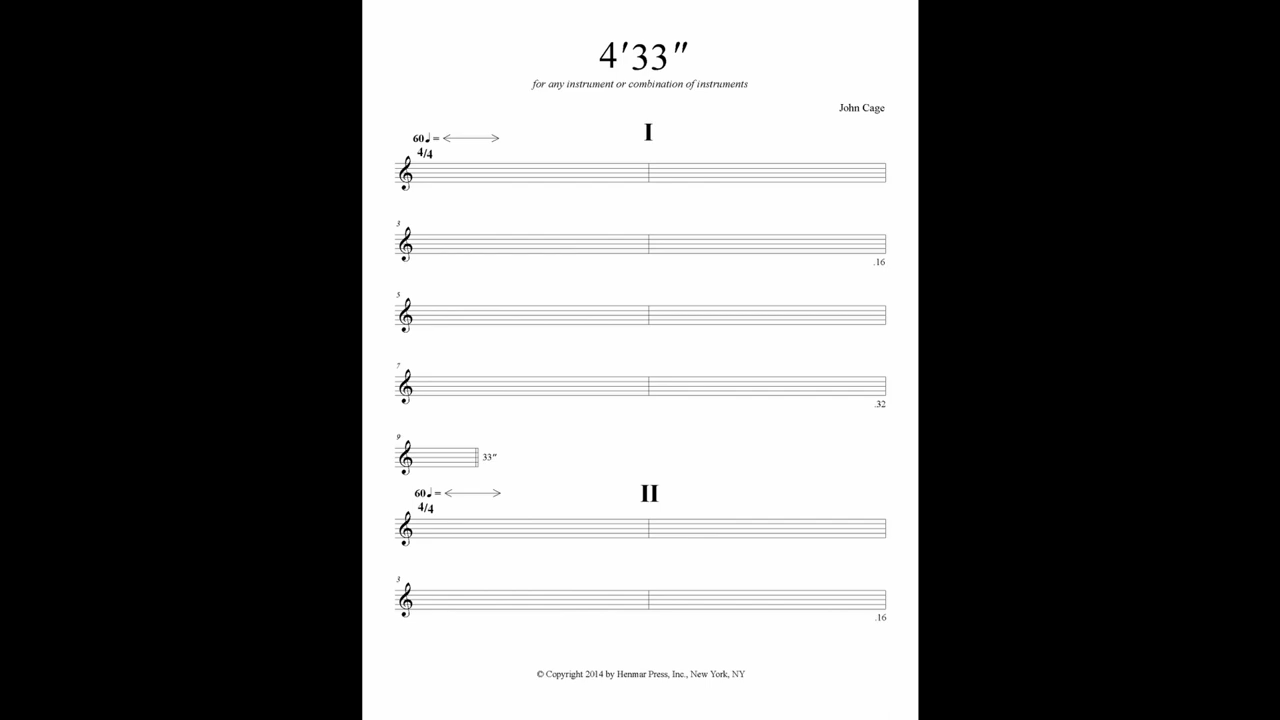 4′33″
for any instrument or combination of instruments
John Cage
I
60♩ =
4/4
3
.16
5
7
.32
9
33″
60♩ =
II
4/4
3
.16
© Copyright 2014 by Henmar Press, Inc., New York, NY